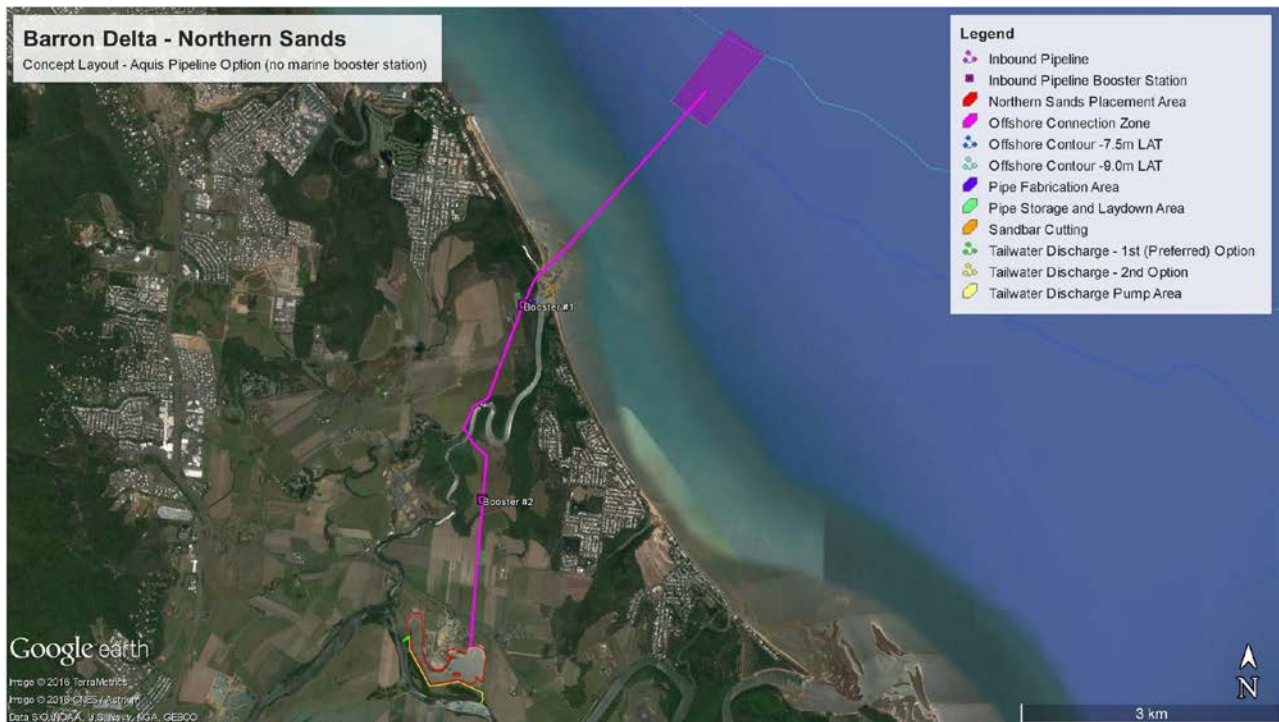 Barron Delta - Northern Sands
Concept Layout - Aquis Pipeline Option (no marine booster station)
Legend
Inbound Pipeline
Inbound Pipeline Booster Station
Northern Sands Placement Area
Offshore Connection Zone
Offshore Contour -7.5m LAT
Offshore Contour -9.0m LAT
Pipe Fabrication Area
Pipe Storage and Laydown Area
Sandbar Cutting
Tailwater Discharge - 1st (Preferred) Option
Tailwater Discharge - 2nd Option
Tailwater Discharge Pump Area
Booster #1
Booster #2
Google earth
Image © 2016 TerraMetrics
Image © 2016 CNES / Astrium
Data SIO, NOAA, U.S. Navy, NGA, GEBCO
N
3 km